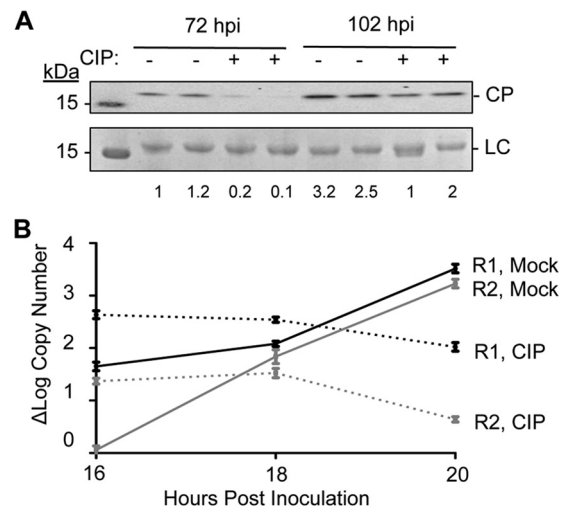 A
72 hpi 102 hpi
CIP: - - + + - - + +
kDa
15 - - CP
15 - - LC
1 1.2 0.2 0.1 3.2 2.5 1 2
B
ΔLog Copy Number
4
3
2
1
0
R1, Mock
R2, Mock
R1, CIP
R2, CIP
16 18 20
Hours Post Inoculation